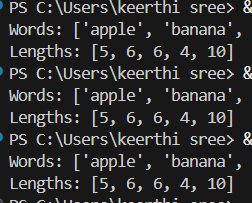 PS C:\Users\keerthi sree> &
Words: ['apple', 'banana',
Lengths: [5, 6, 6, 4, 10]
PS C:\Users\keerthi sree> &
Words: ['apple', 'banana',
Lengths: [5, 6, 6, 4, 10]
PS C:\Users\keerthi sree> &
Words: ['apple', 'banana',
Lengths: [5, 6, 6, 4, 10]